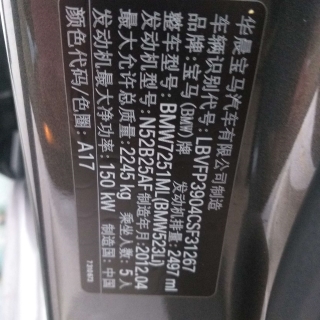 华晨宝马汽车有限公司制造
车辆识别代号: LBVFP3904CSF31267
品牌: 宝马(BMW)牌
整车型号: BMW7251ML(BMW523Li)
发动机排量: 2497 ml
发动机型号: N52B25AF 制造年月: 2012.04
最大允许总质量: 2245 kg 乘坐人数: 5 人
发动机最大净功率: 150 kW 制造国: 中国
颜色代码/色圈: A17